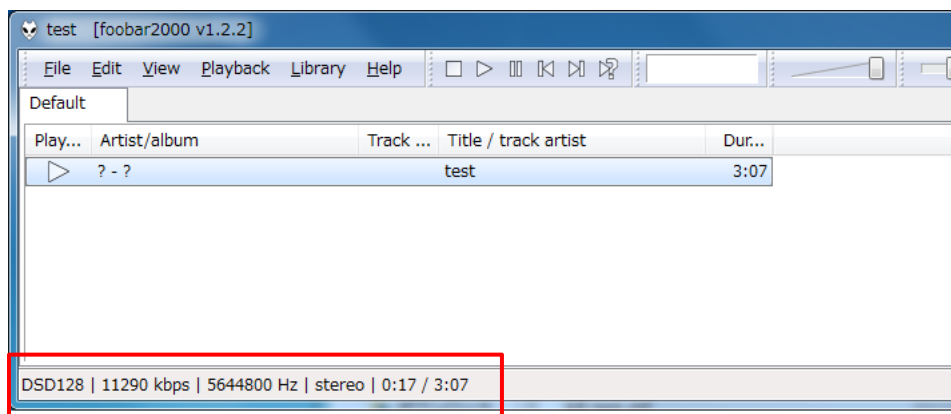 test [foobar2000 v1.2.2]
File Edit View Playback Library Help
Default
Play... Artist/album Track ... Title / track artist Dur...
? - ? test 3:07
DSD128 | 11290 kbps | 5644800 Hz | stereo | 0:17 / 3:07